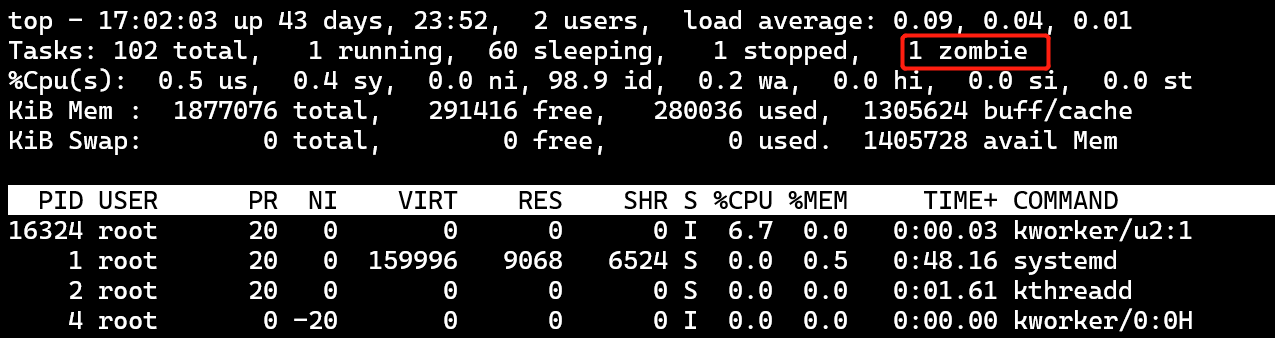 top - 17:02:03 up 43 days, 23:52,  2 users,  load average: 0.09, 0.04, 0.01
Tasks: 102 total,   1 running,  60 sleeping,   1 stopped,   1 zombie
%Cpu(s):  0.5 us,  0.4 sy,  0.0 ni, 98.9 id,  0.2 wa,  0.0 hi,  0.0 si,  0.0 st
KiB Mem :  1877076 total,   291416 free,   280036 used,  1305624 buff/cache
KiB Swap:        0 total,        0 free,        0 used.  1405728 avail Mem
  PID USER      PR  NI    VIRT    RES    SHR S %CPU %MEM     TIME+ COMMAND
16324 root      20   0       0      0      0 I  6.7  0.0   0:00.03 kworker/u2:1
    1 root      20   0  159996   9068   6524 S  0.0  0.5   0:48.16 systemd
    2 root      20   0       0      0      0 S  0.0  0.0   0:01.61 kthreadd
    4 root       0 -20       0      0      0 I  0.0  0.0   0:00.00 kworker/0:0H